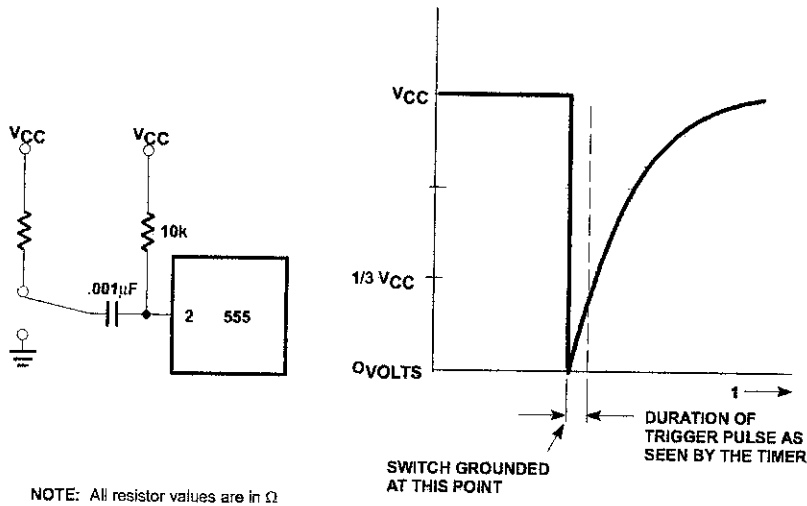 VCC
VCC
10k
.001μF
2 555
NOTE: All resistor values are in Ω
VCC
1/3 VCC
OVOLTS
1
SWITCH GROUNDED
AT THIS POINT
DURATION OF
TRIGGER PULSE AS
SEEN BY THE TIMER